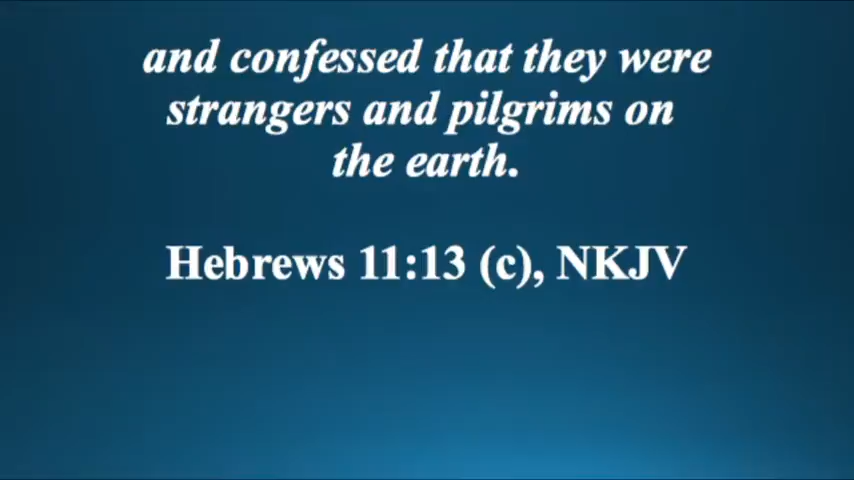 and confessed that they were
strangers and pilgrims on
the earth.
Hebrews 11:13 (c), NKJV